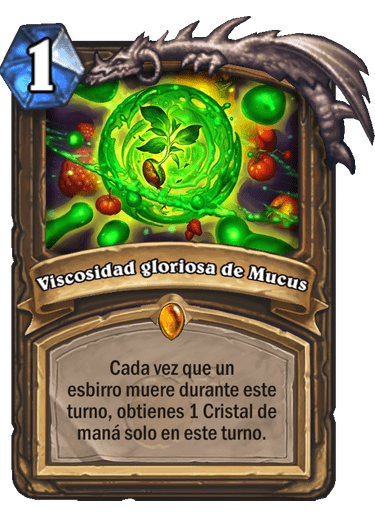 1
Viscosidad gloriosa de Mucus
Cada vez que un
esbirro muere durante este
turno, obtienes 1 Cristal de
maná solo en este turno.